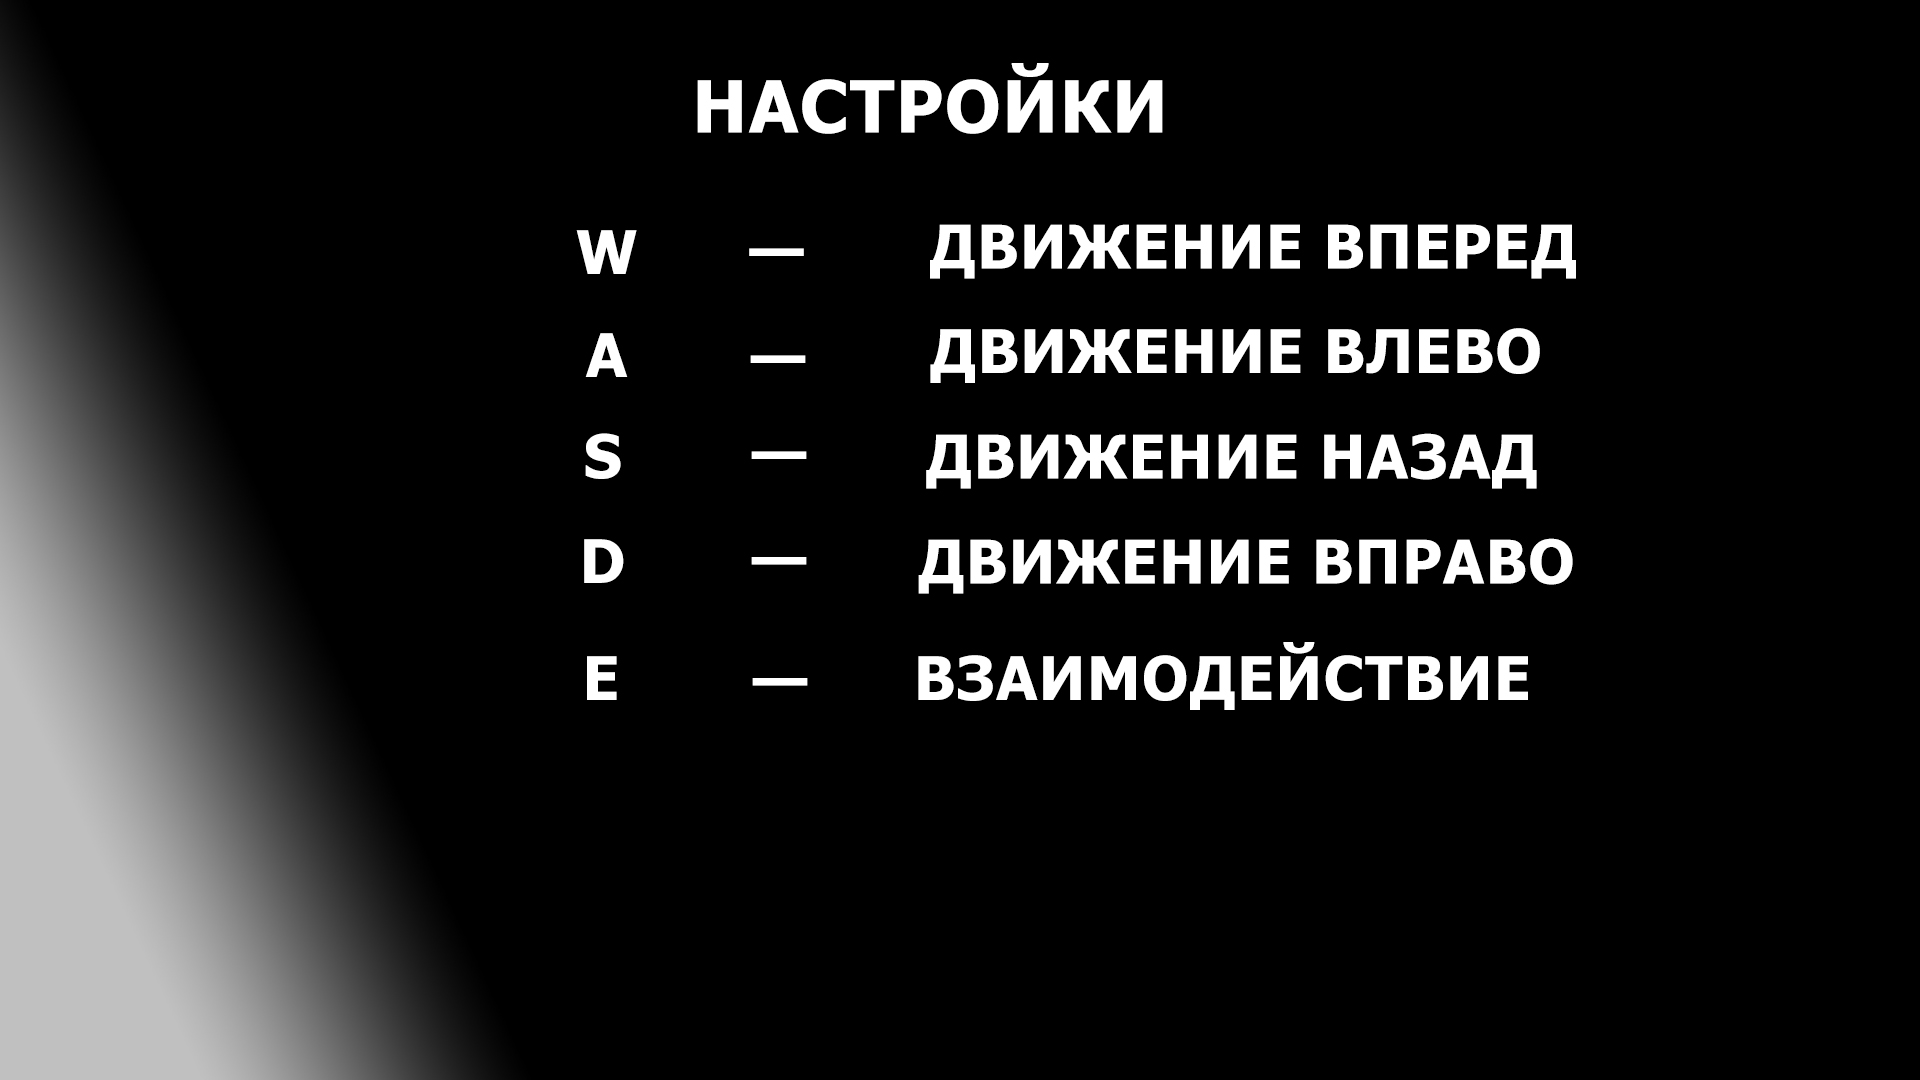 НАСТРОЙКИ
W — ДВИЖЕНИЕ ВПЕРЕД
A — ДВИЖЕНИЕ ВЛЕВО
S — ДВИЖЕНИЕ НАЗАД
D — ДВИЖЕНИЕ ВПРАВО
E — ВЗАИМОДЕЙСТВИЕ